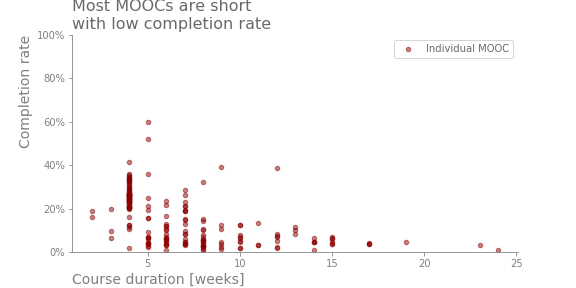 Most MOOCs are short
with low completion rate
100%
80%
60%
40%
20%
0%
Completion rate
Individual MOOC
5
10
15
20
25
Course duration [weeks]